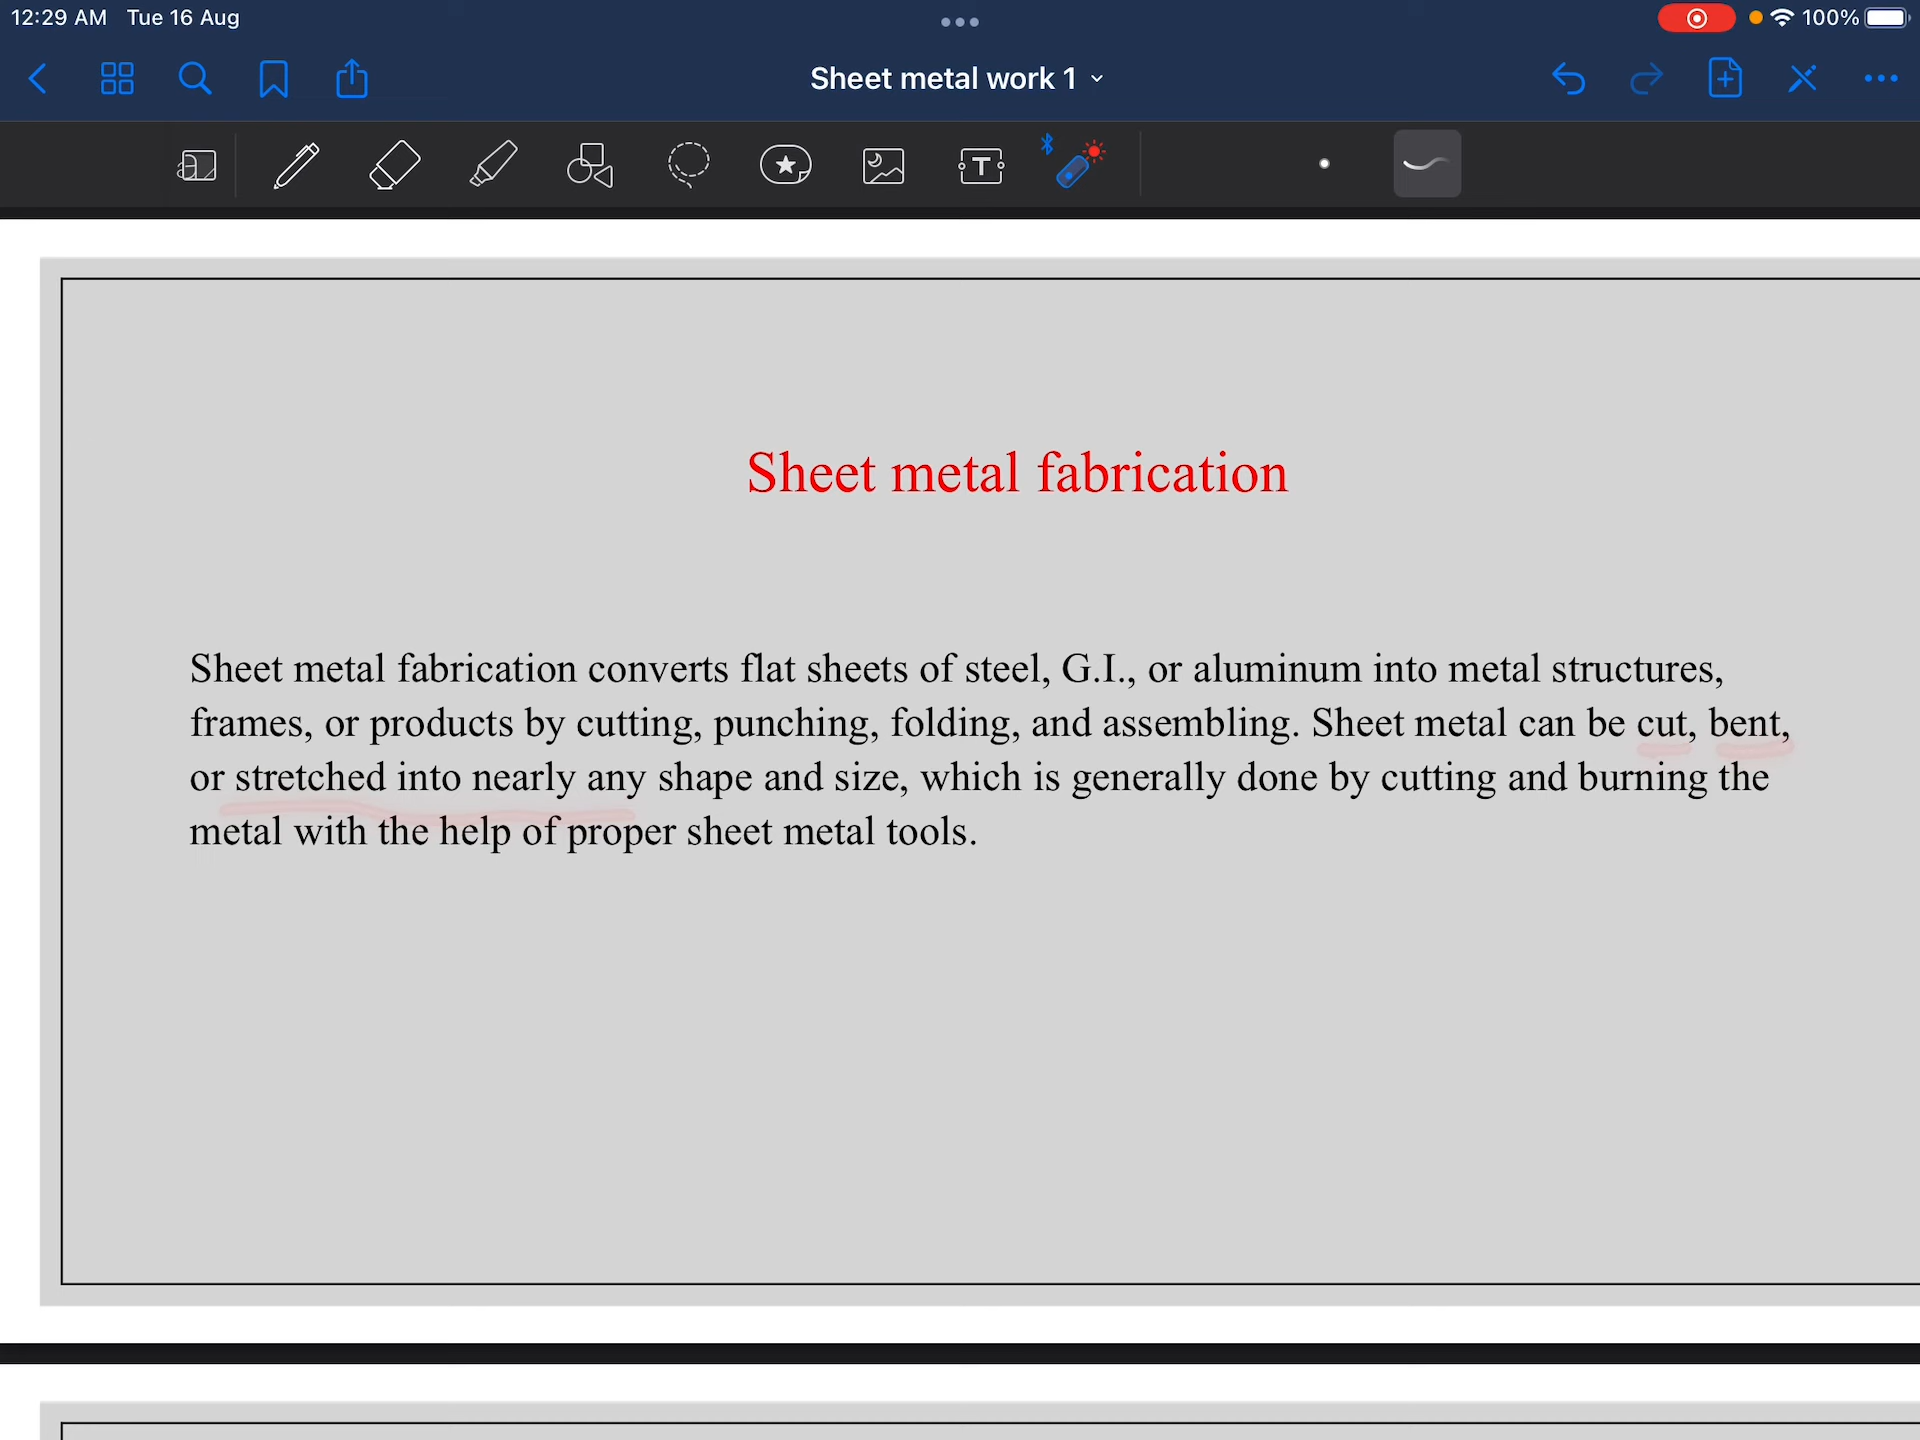 12:29 AM Tue 16 Aug
100%
Sheet metal work 1
T
Sheet metal fabrication
Sheet metal fabrication converts flat sheets of steel, G.I., or aluminum into metal structures,
frames, or products by cutting, punching, folding, and assembling. Sheet metal can be cut, bent,
or stretched into nearly any shape and size, which is generally done by cutting and burning the
metal with the help of proper sheet metal tools.